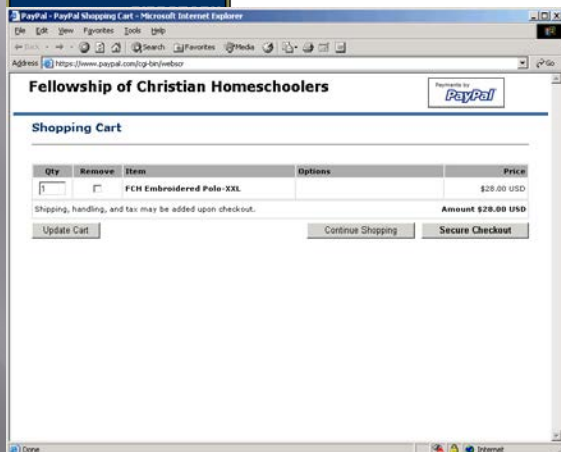 PayPal - PayPal Shopping Cart - Microsoft Internet Explorer
File Edit View Favorites Tools Help
Back Search Favorites Media
Address https://www.paypal.com/cgi-bin/webscr Go
Fellowship of Christian Homeschoolers
Payments by
PayPal
Shopping Cart
Qty Remove Item Options Price
1 FCH Embroidered Polo-XXL $28.00 USD
Shipping, handling, and tax may be added upon checkout. Amount $28.00 USD
Update Cart Continue Shopping Secure Checkout
Done Internet